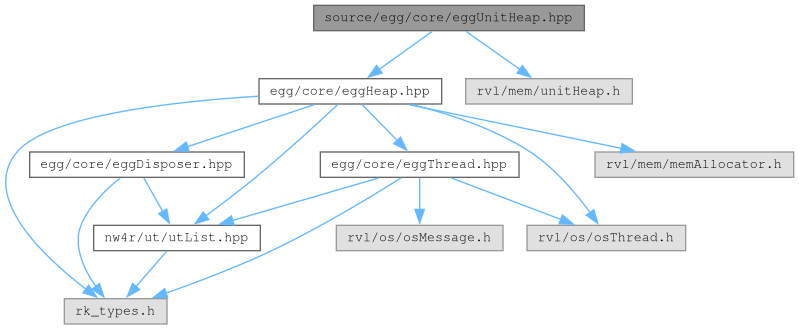 source/egg/core/eggUnitHeap.hpp
egg/core/eggHeap.hpp
rvl/mem/unitHeap.h
egg/core/eggDisposer.hpp
egg/core/eggThread.hpp
rvl/mem/memAllocator.h
nw4r/ut/utList.hpp
rvl/os/osMessage.h
rvl/os/osThread.h
rk_types.h